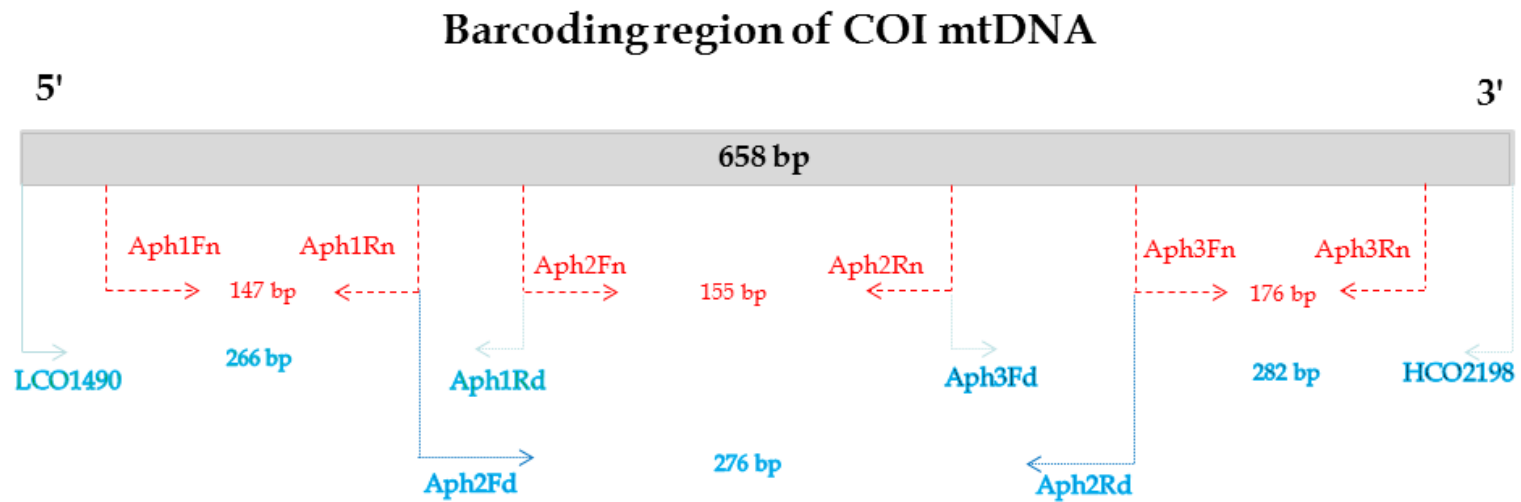 Barcoding region of COI mtDNA
5' 3'
658 bp
Aph1Fn Aph1Rn Aph2Fn Aph2Rn Aph3Fn Aph3Rn
147 bp 155 bp 176 bp
266 bp 282 bp
LCO1490 Aph1Rd Aph3Fd HCO2198
276 bp
Aph2Fd Aph2Rd